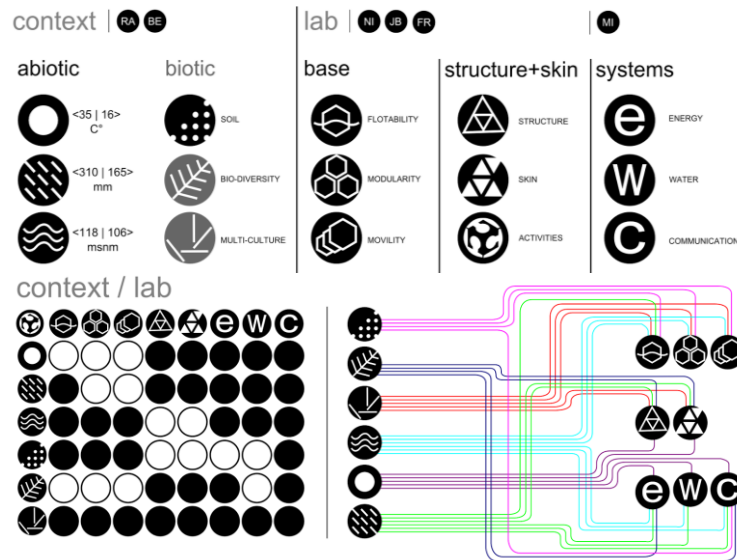 context RA BE
lab NI JB FR
MI
abiotic
biotic
base
structure+skin
systems
<35 | 16>
C°
SOIL
FLOTABILITY
STRUCTURE
e ENERGY
<310 | 165>
mm
BIO-DIVERSITY
MODULARITY
SKIN
W WATER
<118 | 106>
msnm
MULTI-CULTURE
MOVILITY
ACTIVITIES
C COMMUNICATION
context / lab
e W C
e W C